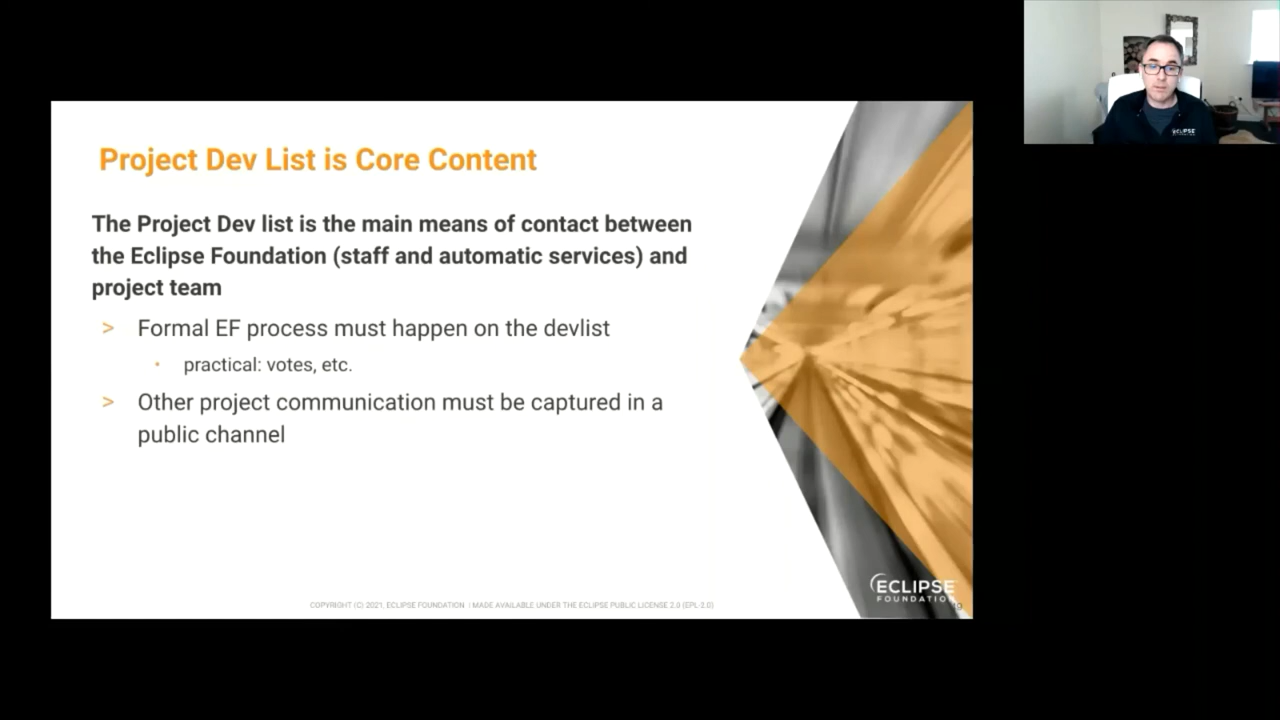 Project Dev List is Core Content
The Project Dev list is the main means of contact between
the Eclipse Foundation (staff and automatic services) and
project team
> Formal EF process must happen on the devlist
• practical: votes, etc.
> Other project communication must be captured in a
public channel
ECLIPSE
FOUNDATION
COPYRIGHT (C) 2021, ECLIPSE FOUNDATION | MADE AVAILABLE UNDER THE ECLIPSE PUBLIC LICENSE 2.0 (EPL-2.0)
ECLIPSE